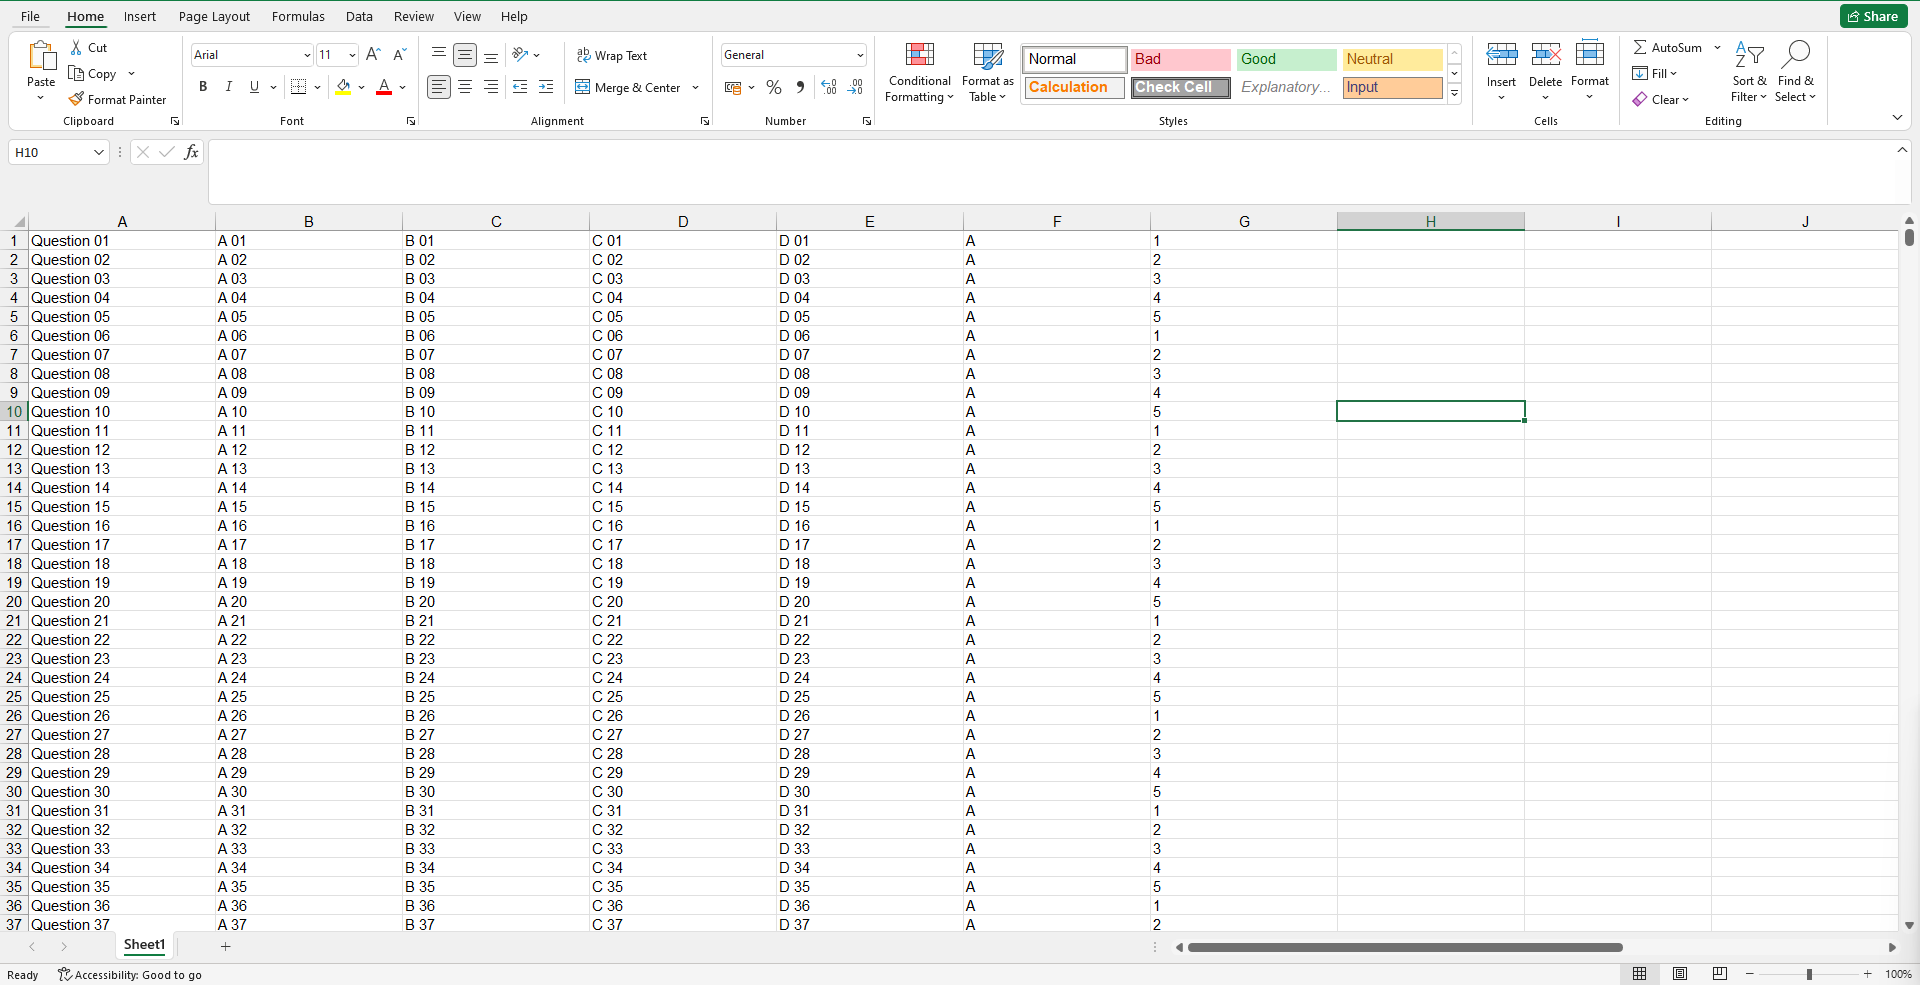 File Home Insert Page Layout Formulas Data Review View Help Share
Paste Cut Copy Format Painter Clipboard
Arial 11 B I U Font
Wrap Text Merge & Center Alignment
General % Number
Conditional Formatting Format as Table
Normal Bad Good Neutral
Calculation Check Cell Explanatory... Input
Styles
Insert Delete Format Cells
AutoSum Fill Clear Sort & Filter Find & Select Editing
H10 fx
A B C D E F G H I J
1 Question 01 A 01 B 01 C 01 D 01 A 1
2 Question 02 A 02 B 02 C 02 D 02 A 2
3 Question 03 A 03 B 03 C 03 D 03 A 3
4 Question 04 A 04 B 04 C 04 D 04 A 4
5 Question 05 A 05 B 05 C 05 D 05 A 5
6 Question 06 A 06 B 06 C 06 D 06 A 1
7 Question 07 A 07 B 07 C 07 D 07 A 2
8 Question 08 A 08 B 08 C 08 D 08 A 3
9 Question 09 A 09 B 09 C 09 D 09 A 4
10 Question 10 A 10 B 10 C 10 D 10 A 5
11 Question 11 A 11 B 11 C 11 D 11 A 1
12 Question 12 A 12 B 12 C 12 D 12 A 2
13 Question 13 A 13 B 13 C 13 D 13 A 3
14 Question 14 A 14 B 14 C 14 D 14 A 4
15 Question 15 A 15 B 15 C 15 D 15 A 5
16 Question 16 A 16 B 16 C 16 D 16 A 1
17 Question 17 A 17 B 17 C 17 D 17 A 2
18 Question 18 A 18 B 18 C 18 D 18 A 3
19 Question 19 A 19 B 19 C 19 D 19 A 4
20 Question 20 A 20 B 20 C 20 D 20 A 5
21 Question 21 A 21 B 21 C 21 D 21 A 1
22 Question 22 A 22 B 22 C 22 D 22 A 2
23 Question 23 A 23 B 23 C 23 D 23 A 3
24 Question 24 A 24 B 24 C 24 D 24 A 4
25 Question 25 A 25 B 25 C 25 D 25 A 5
26 Question 26 A 26 B 26 C 26 D 26 A 1
27 Question 27 A 27 B 27 C 27 D 27 A 2
28 Question 28 A 28 B 28 C 28 D 28 A 3
29 Question 29 A 29 B 29 C 29 D 29 A 4
30 Question 30 A 30 B 30 C 30 D 30 A 5
31 Question 31 A 31 B 31 C 31 D 31 A 1
32 Question 32 A 32 B 32 C 32 D 32 A 2
33 Question 33 A 33 B 33 C 33 D 33 A 3
34 Question 34 A 34 B 34 C 34 D 34 A 4
35 Question 35 A 35 B 35 C 35 D 35 A 5
36 Question 36 A 36 B 36 C 36 D 36 A 1
37 Question 37 A 37 B 37 C 37 D 37 A 2
Sheet1
Ready Accessibility: Good to go 100%